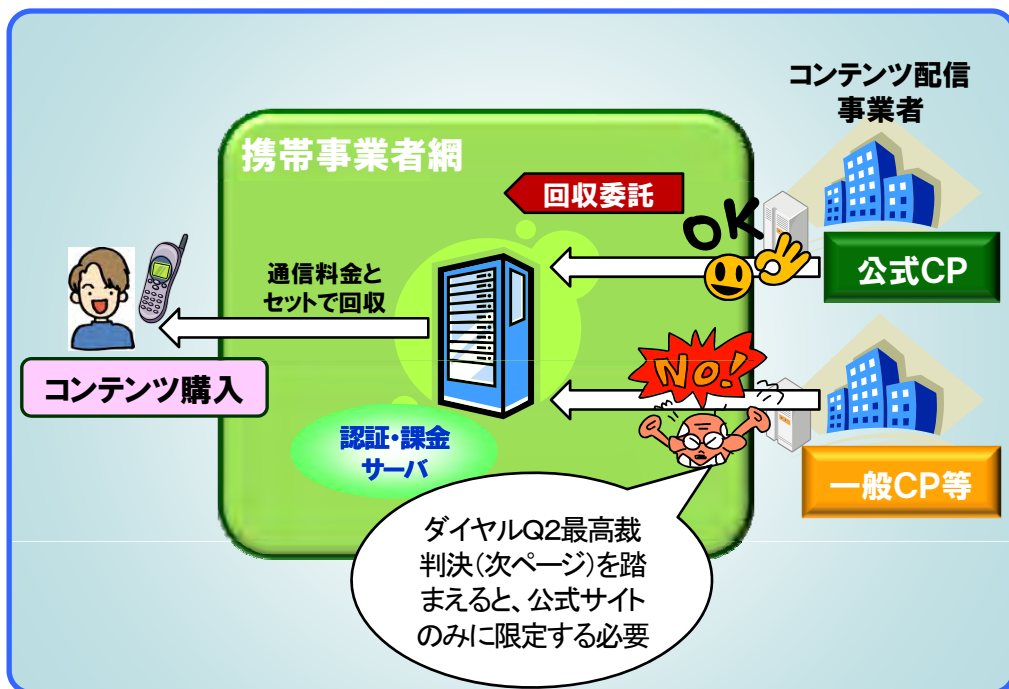 コンテンツ配信
事業者
携帯事業者網
回収委託
OK
公式CP
通信料金と
セットで回収
NO!
コンテンツ購入
認証・課金
サーバ
一般CP等
ダイヤルQ2最高裁
判決(次ページ)を踏
まえると、公式サイト
のみに限定する必要